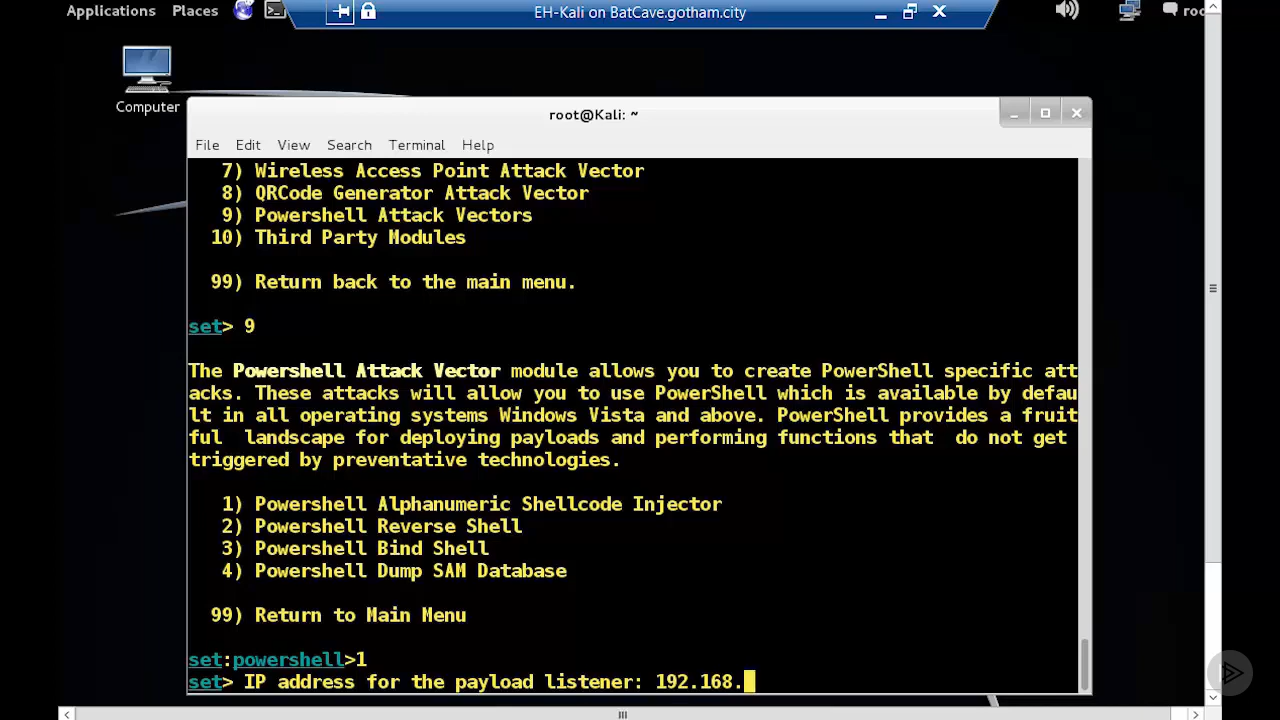 Applications Places EH-Kali on BatCave.gotham.city roo
Computer
root@Kali: ~
File Edit View Search Terminal Help
7) Wireless Access Point Attack Vector
8) QRCode Generator Attack Vector
9) Powershell Attack Vectors
10) Third Party Modules
99) Return back to the main menu.
set> 9
The Powershell Attack Vector module allows you to create PowerShell specific att
acks. These attacks will allow you to use PowerShell which is available by defau
lt in all operating systems Windows Vista and above. PowerShell provides a fruit
ful  landscape for deploying payloads and performing functions that  do not get
triggered by preventative technologies.
1) Powershell Alphanumeric Shellcode Injector
2) Powershell Reverse Shell
3) Powershell Bind Shell
4) Powershell Dump SAM Database
99) Return to Main Menu
set:powershell>1
set> IP address for the payload listener: 192.168.